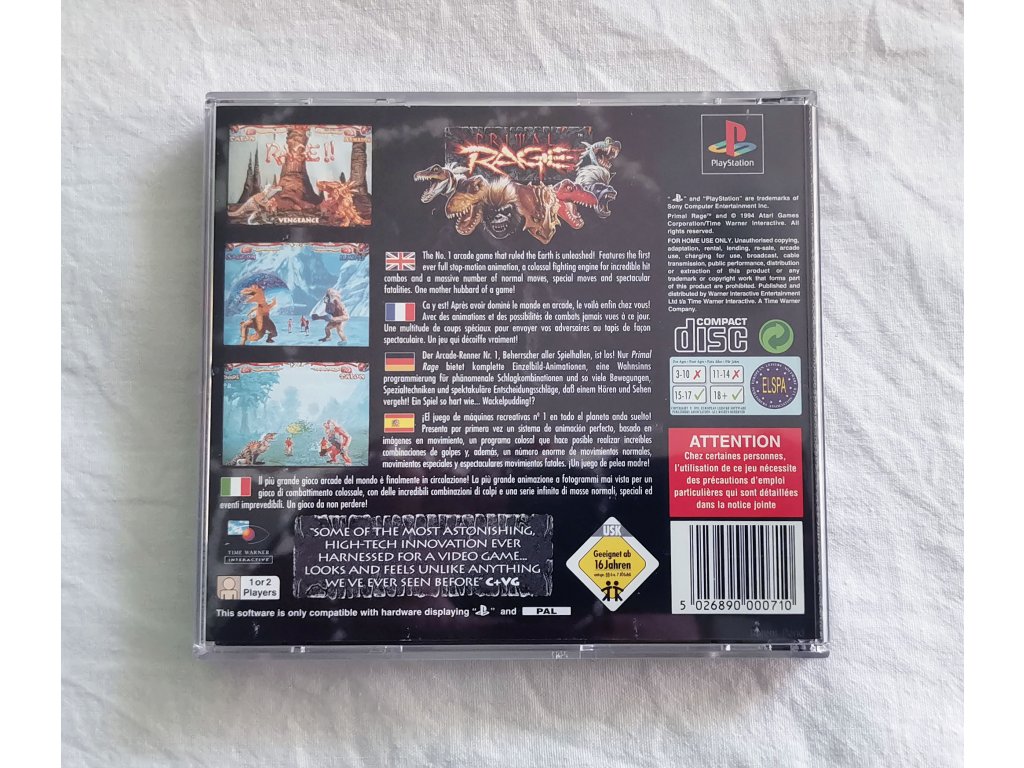 RAGE!!
VENGEANCE
PRIMAL
RAGE
PlayStation
" " and "PlayStation" are trademarks of
Sony Computer Entertainment Inc.
Primal Rage™ and © 1994 Atari Games
Corporation/Time Warner Interactive. All
rights reserved.
FOR HOME USE ONLY. Unauthorised copying,
adaptation, rental, lending, re-sale, arcade
use, charging for use, broadcast, cable
transmission, public performance, distribution
or extraction of this product or any
trademark or copyright work that forms part
of this product are prohibited. Published and
distributed by Warner Interactive Entertainment
Ltd t/a Time Warner Interactive. A Time Warner
Company.
The No. 1 arcade game that ruled the Earth is unleashed! Features the first
ever full stop-motion animation, a colossal fighting engine for incredible hit
combos and a massive number of normal moves, special moves and spectacular
fatalities. One mother hubbard of a game!
Ca y est! Après avoir dominé le monde en arcade, le voilà enfin chez vous!
Avec des animations et des possibilités de combats jamais vues à ce jour.
Une multitude de coups spéciaux pour envoyer vos adversaires au tapis de façon
spectaculaire. Un jeu qui décoiffe vraiment!
Der Arcade-Renner Nr. 1, Beherrscher aller Spielhallen, ist los! Nur Primal
Rage bietet komplette Einzelbild-Animationen, eine Wahnsinns
programmierung für phänomenale Schlagkombinationen und so viele Bewegungen,
Spezialtechniken und spektakuläre Entscheidungsschläge, daß einem Hören und Sehen
vergeht! Ein Spiel so hart wie... Wackelpudding!?
¡El juego de máquinas recreativas n° 1 en todo el planeta anda suelto!
Presenta por primera vez un sistema de animación perfecto, basado en
imágenes en movimiento, un programa colosal que hace posible realizar increíbles
combinaciones de golpes y, además, un número enorme de movimientos normales,
movimientos especiales y espectaculares movimientos fatales. ¡Un juego de pelea madre!
Il più grande gioco arcade del mondo è finalmente in circolazione! La più grande animazione a fotogrammi mai vista per un
gioco di combattimento colossale, con delle incredibili combinazioni di colpi e una serie infinita di mosse normali, speciali ed
eventi imprevedibili. Un gioco da non perdere!
COMPACT
disc
3-10
11-14
15-17
18+
ELSPA
ATTENTION
Chez certaines personnes,
l'utilisation de ce jeu nécessite
des précautions d'emploi
particulières qui sont détaillées
dans la notice jointe
TIME WARNER
INTERACTIVE
"SOME OF THE MOST ASTONISHING,
HIGH-TECH INNOVATION EVER
HARNESSED FOR A VIDEO GAME...
LOOKS AND FEELS UNLIKE ANYTHING
WE'VE EVER SEEN BEFORE" C+VG
USK
Geeignet ab
16 Jahren
1 or 2
Players
5 026890 000710
This software is only compatible with hardware displaying " " and PAL